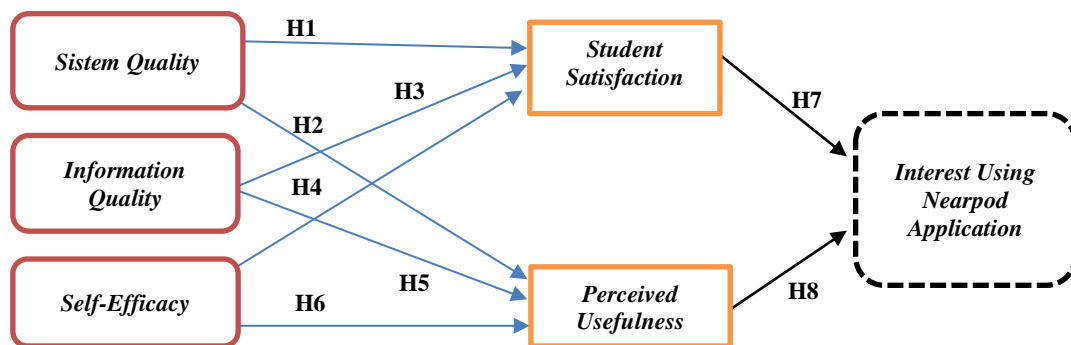 H1
Sistem Quality
Student
Satisfaction
H3
H7
H2
Information
Quality
H4
Interest Using
Nearpod
Application
Self-Efficacy
H5
H6
Perceived
Usefulness
H8